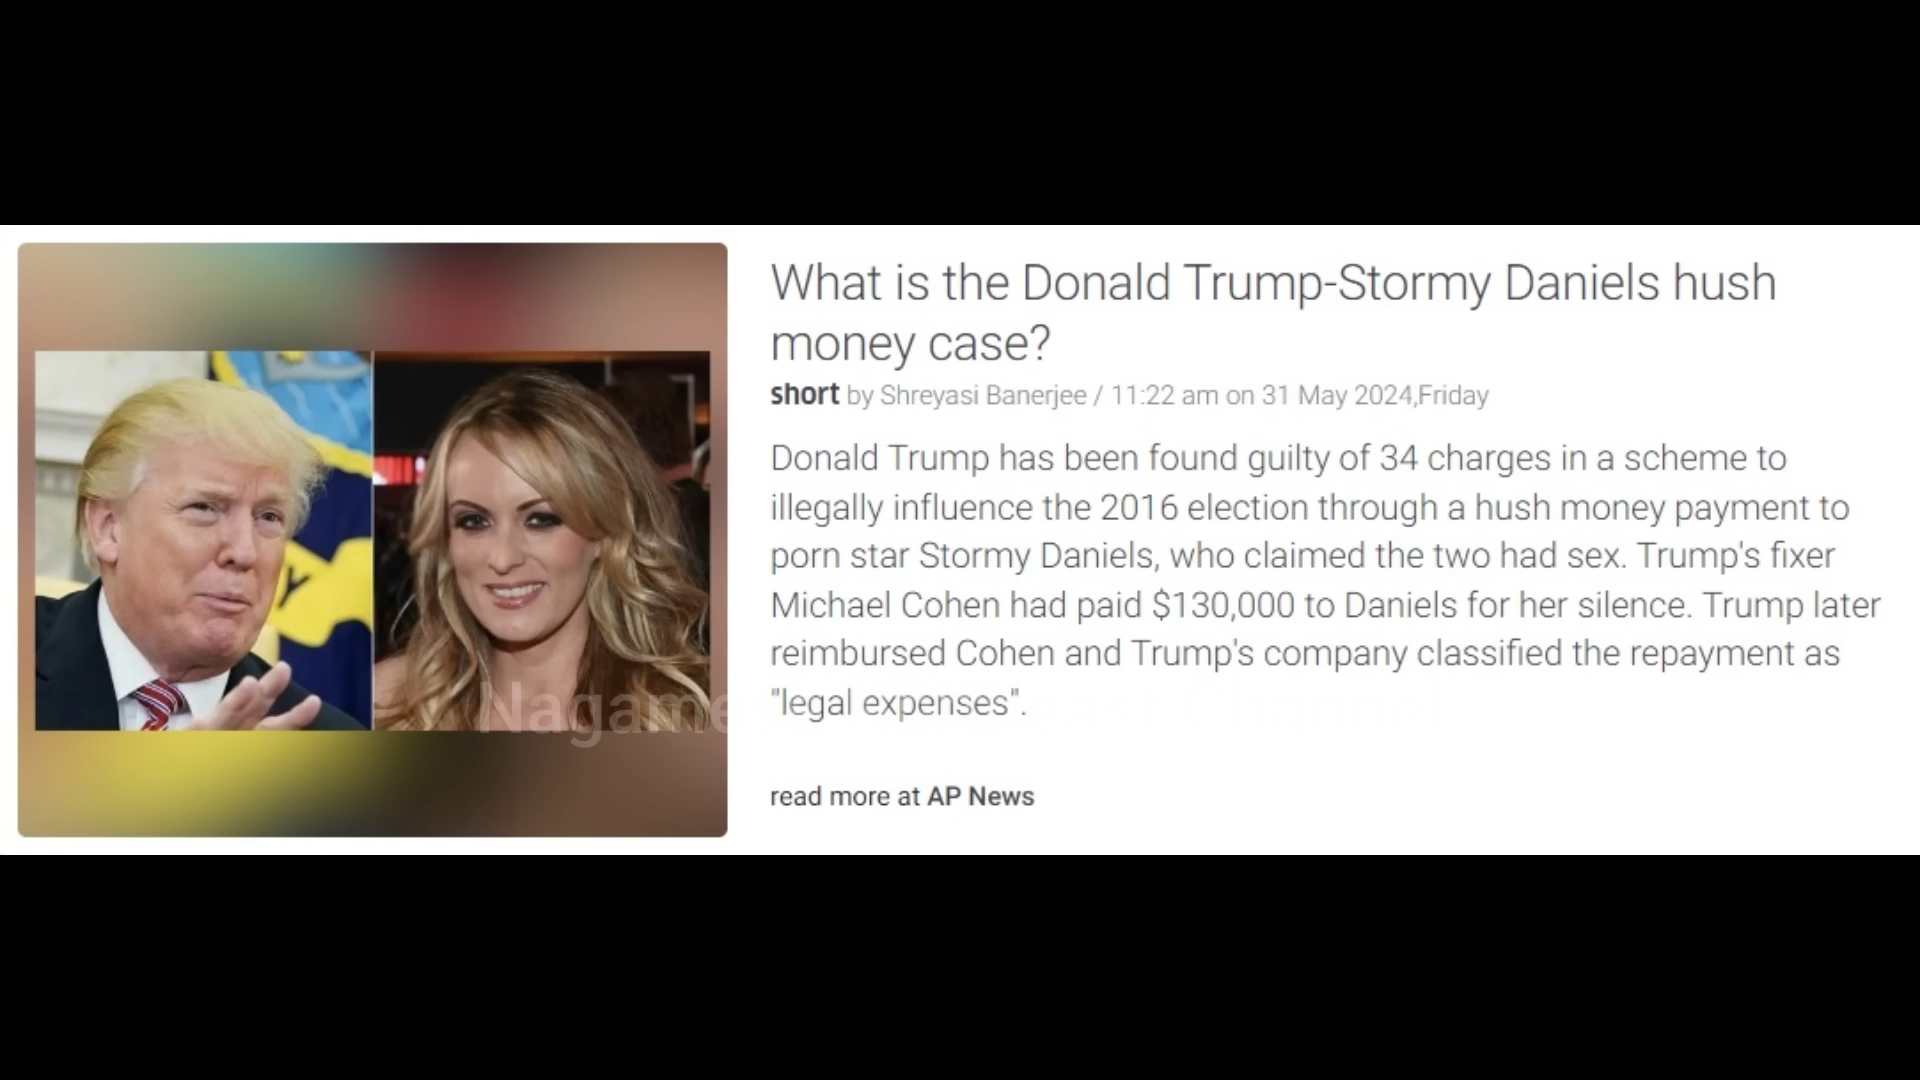 What is the Donald Trump-Stormy Daniels hush
money case?
short by Shreyasi Banerjee / 11:22 am on 31 May 2024,Friday
Donald Trump has been found guilty of 34 charges in a scheme to
illegally influence the 2016 election through a hush money payment to
porn star Stormy Daniels, who claimed the two had sex. Trump's fixer
Michael Cohen had paid $130,000 to Daniels for her silence. Trump later
reimbursed Cohen and Trump's company classified the repayment as
"legal expenses".
read more at AP News